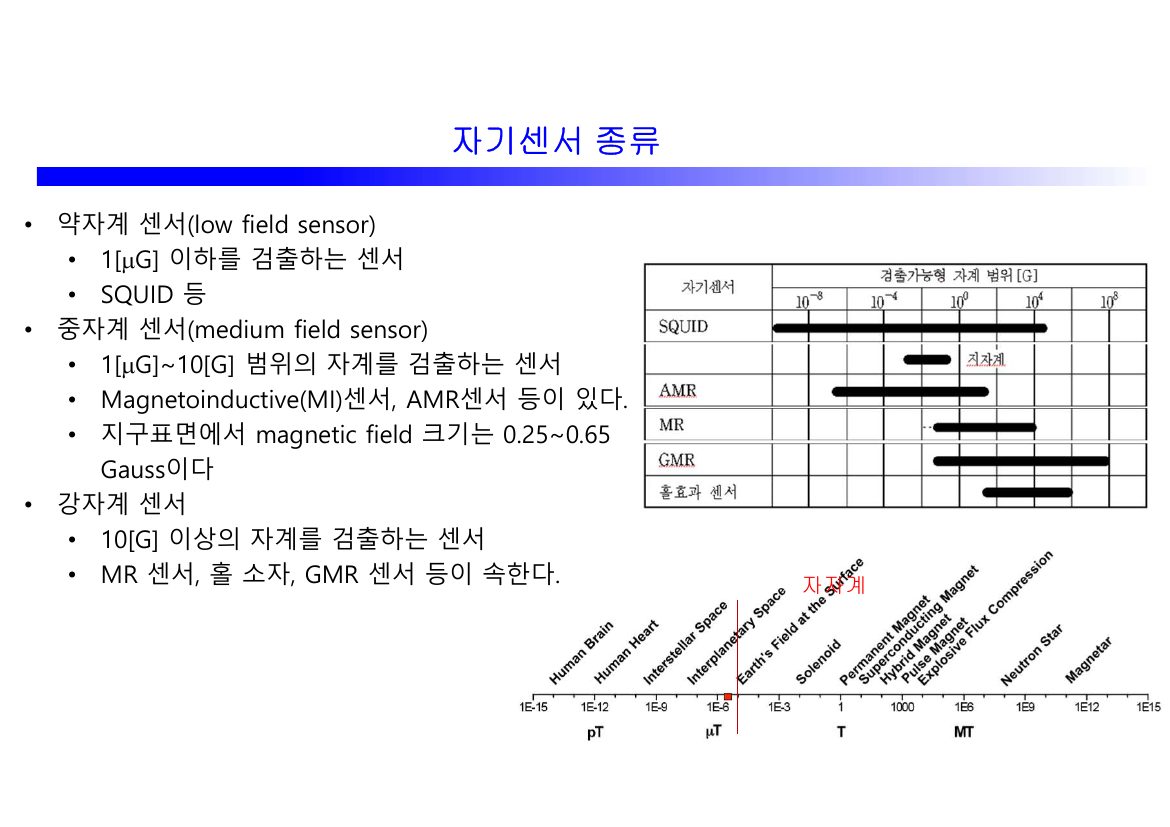 자기센서 종류
• 약자계 센서(low field sensor)
• 1[μG] 이하를 검출하는 센서
• SQUID 등
• 중자계 센서(medium field sensor)
• 1[μG]~10[G] 범위의 자계를 검출하는 센서
• Magnetoinductive(MI)센서, AMR센서 등이 있다.
• 지구표면에서 magnetic field 크기는 0.25~0.65
Gauss이다
• 강자계 센서
• 10[G] 이상의 자계를 검출하는 센서
• MR 센서, 홀 소자, GMR 센서 등이 속한다.
자기센서
검출가능형 자계 범위[G]
10⁻⁸ 10⁻⁴ 10⁰ 10⁴ 10⁸
SQUID
지자계
AMR
MR
GMR
홀효과 센서
자자계
Human Brain
Human Heart
Interstellar Space
Interplanetary Space
Earth's Field at the Surface
Solenoid
Permanent Magnet
Superconducting Magnet
Hybrid Magnet
Pulse Magnet
Explosive Flux Compression
Neutron Star
Magnetar
1E-15 1E-12 1E-9 1E-6 1E-3 1 1000 1E6 1E9 1E12 1E15
pT μT T MT